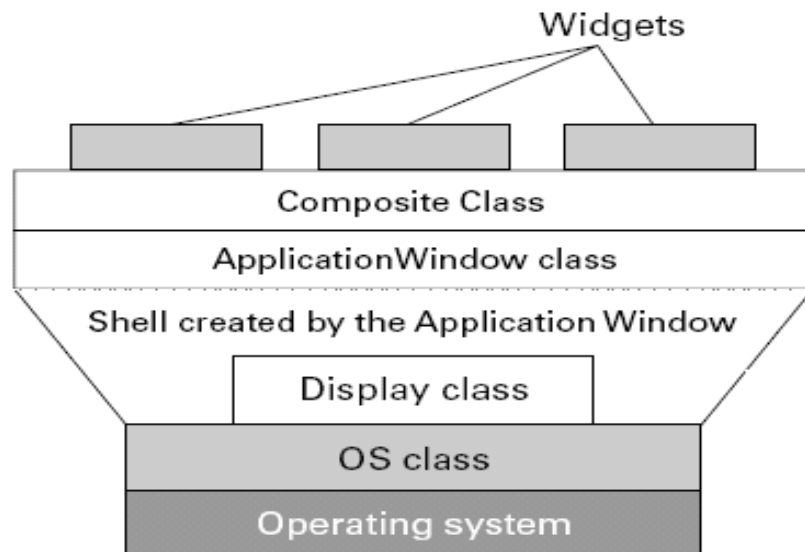 Widgets
Composite Class
ApplicationWindow class
Shell created by the Application Window
Display class
OS class
Operating system